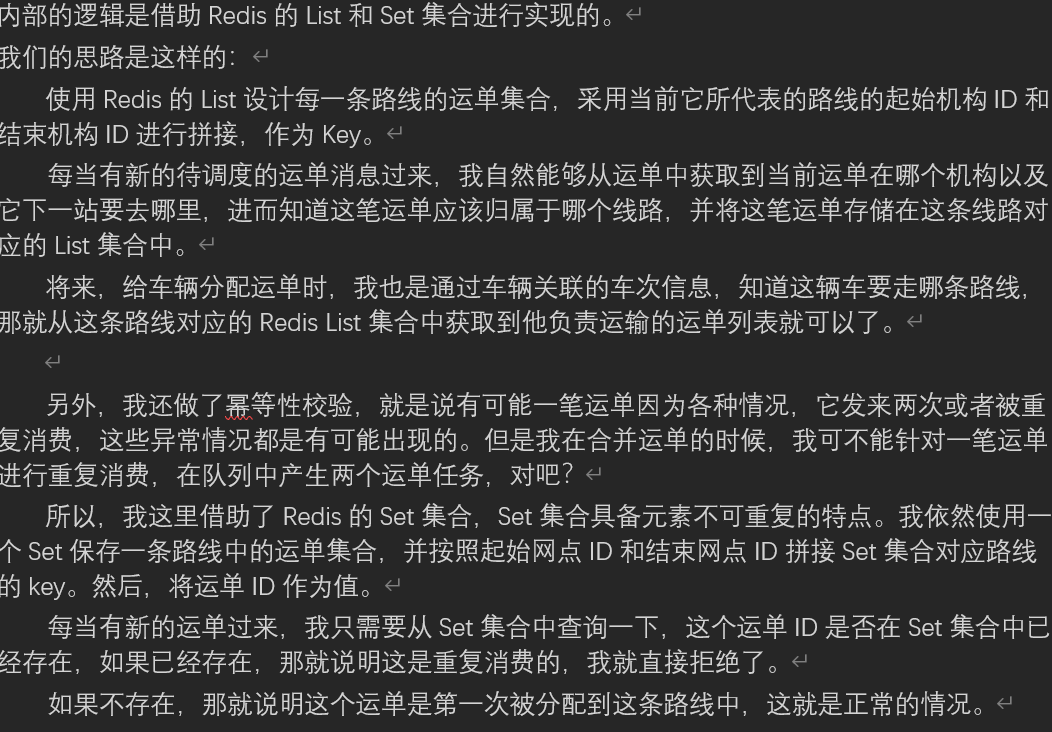 内部的逻辑是借助 Redis 的 List 和 Set 集合进行实现的。
我们的思路是这样的：
使用 Redis 的 List 设计每一条路线的运单集合，采用当前它所代表的路线的起始机构 ID 和
结束机构 ID 进行拼接，作为 Key。
每当有新的待调度的运单消息过来，我自然能够从运单中获取到当前运单在哪个机构以及
它下一站要去哪里，进而知道这笔运单应该归属于哪个线路，并将这笔运单存储在这条线路对
应的 List 集合中。
将来，给车辆分配运单时，我也是通过车辆关联的车次信息，知道这辆车要走哪条路线，
那就从这条路线对应的 Redis List 集合中获取到他负责运输的运单列表就可以了。
另外，我还做了幂等性校验，就是说有可能一笔运单因为各种情况，它发来两次或者被重
复消费，这些异常情况都是有可能出现的。但是我在合并运单的时候，我可不能针对一笔运单
进行重复消费，在队列中产生两个运单任务，对吧？
所以，我这里借助了 Redis 的 Set 集合，Set 集合具备元素不可重复的特点。我依然使用一
个 Set 保存一条路线中的运单集合，并按照起始网点 ID 和结束网点 ID 拼接 Set 集合对应路线
的 key。然后，将运单 ID 作为值。
每当有新的运单过来，我只需要从 Set 集合中查询一下，这个运单 ID 是否在 Set 集合中已
经存在，如果已经存在，那就说明这是重复消费的，我就直接拒绝了。
如果不存在，那就说明这个运单是第一次被分配到这条路线中，这就是正常的情况。